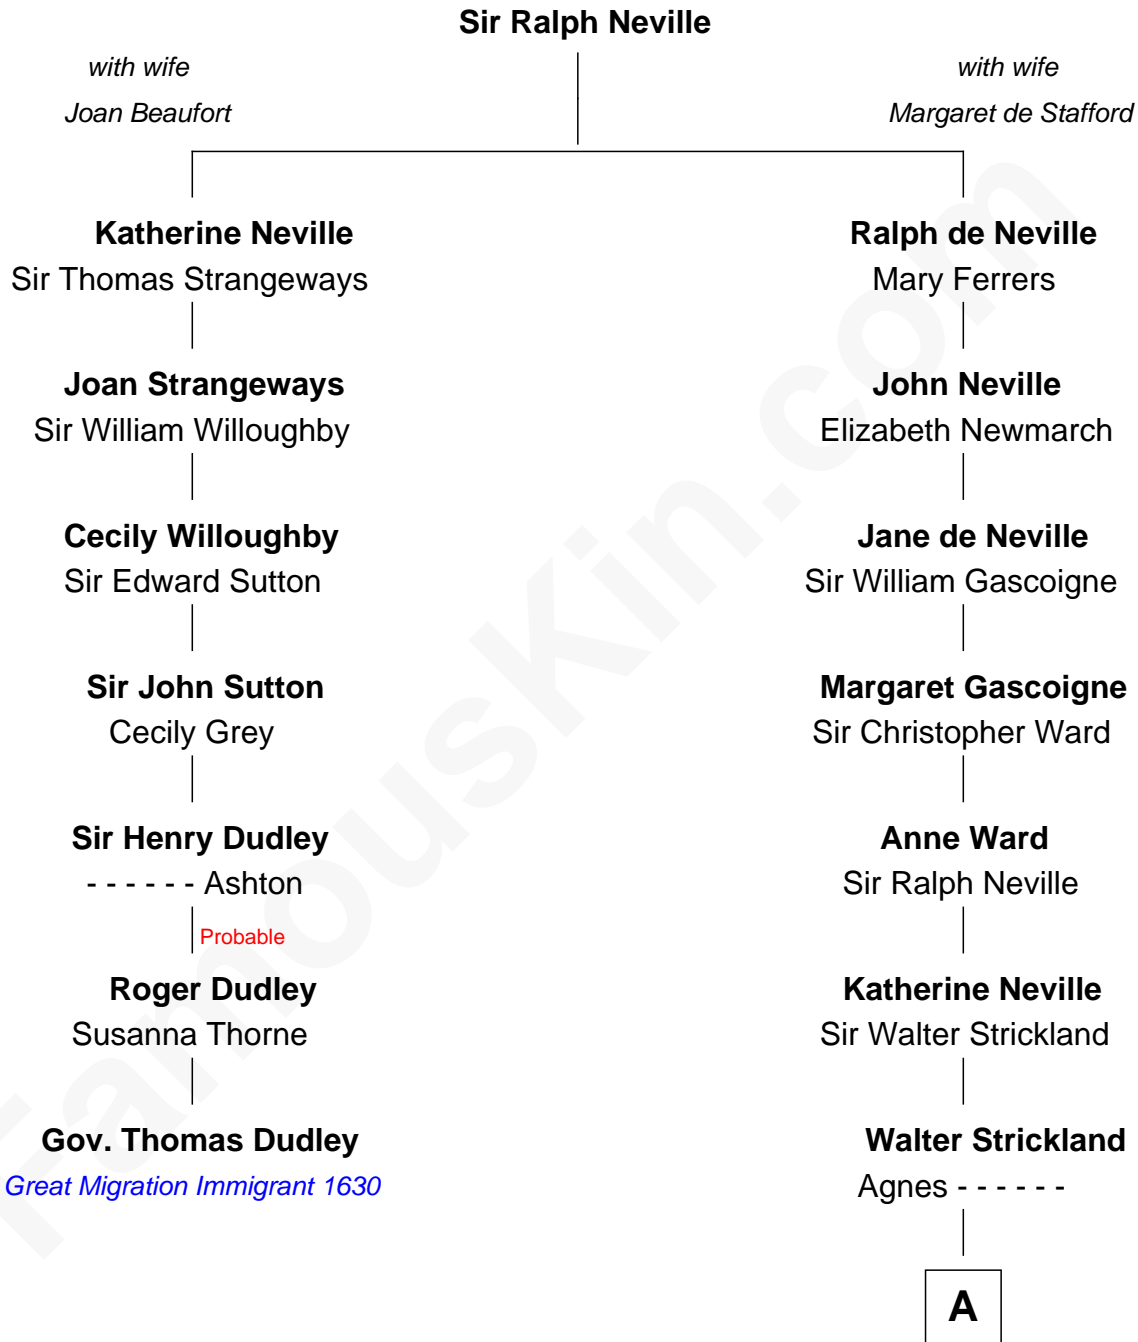 Sir Ralph Neville
with wife
Joan Beaufort
with wife
Margaret de Stafford
Katherine Neville
Sir Thomas Strangeways
Ralph de Neville
Mary Ferrers
Joan Strangeways
Sir William Willoughby
John Neville
Elizabeth Newmarch
Cecily Willoughby
Sir Edward Sutton
Jane de Neville
Sir William Gascoigne
Sir John Sutton
Cecily Grey
Margaret Gascoigne
Sir Christopher Ward
Sir Henry Dudley
- - - - - - Ashton
Anne Ward
Sir Ralph Neville
Probable
Roger Dudley
Susanna Thorne
Katherine Neville
Sir Walter Strickland
Gov. Thomas Dudley
Great Migration Immigrant 1630
Walter Strickland
Agnes - - - - - -
A
FamousKin.com